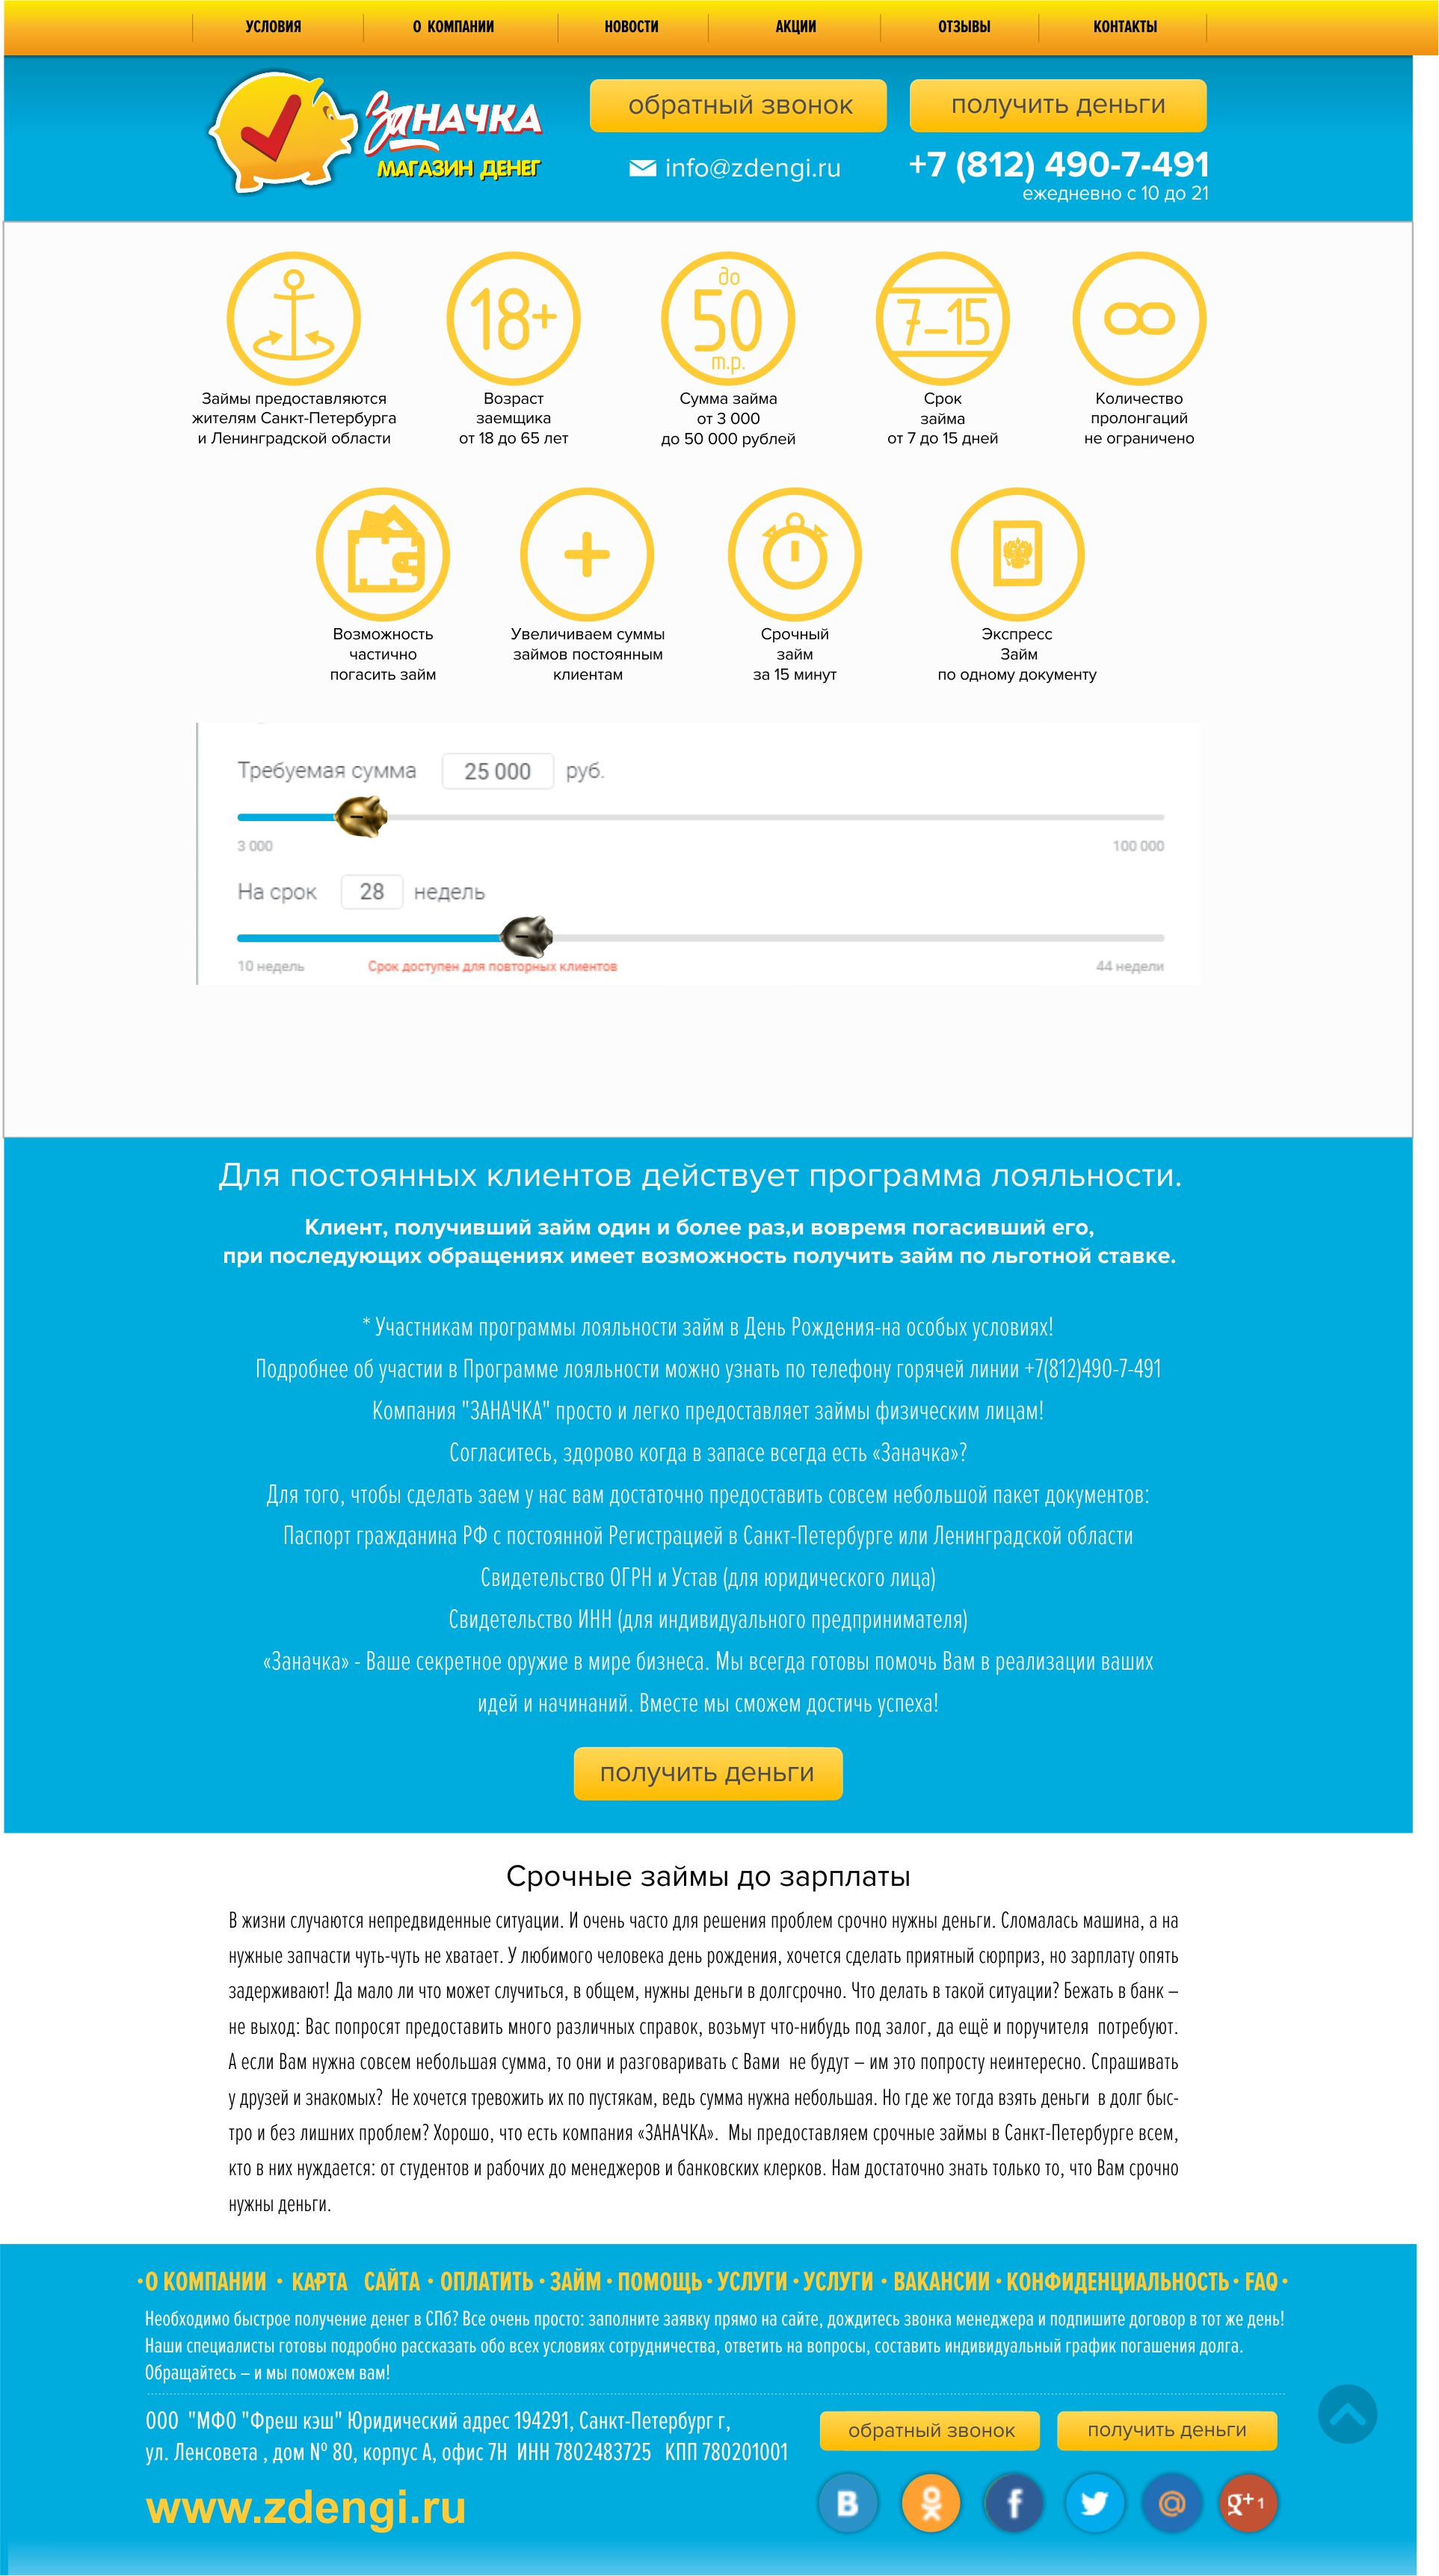 УСЛОВИЯ
О КОМПАНИИ
НОВОСТИ
АКЦИИ
ОТЗЫВЫ
КОНТАКТЫ
Заначка
МАГАЗИН ДЕНЕГ
обратный звонок
получить деньги
info@zdengi.ru
+7 (812) 490-7-491
ежедневно с 10 до 21
18+
до
50
т.р.
7-15
Займы предоставляются
жителям Санкт-Петербурга
и Ленинградской области
Возраст
заемщика
от 18 до 65 лет
Сумма займа
от 3 000
до 50 000 рублей
Срок
займа
от 7 до 15 дней
Количество
пролонгаций
не ограничено
Возможность
частично
погасить займ
Увеличиваем суммы
займов постоянным
клиентам
Срочный
займ
за 15 минут
Экспресс
Займ
по одному документу
Требуемая сумма 25 000 руб.
3 000
100 000
На срок 28 недель
10 недель
Срок доступен для повторных клиентов
44 недели
Для постоянных клиентов действует программа лояльности.
Клиент, получивший займ один и более раз,и вовремя погасивший его,
при последующих обращениях имеет возможность получить займ по льготной ставке.
* Участникам программы лояльности займ в День Рождения-на особых условиях!
Подробнее об участии в Программе лояльности можно узнать по телефону горячей линии +7(812)490-7-491
Компания "ЗАНАЧКА" просто и легко предоставляет займы физическим лицам!
Согласитесь, здорово когда в запасе всегда есть «Заначка»?
Для того, чтобы сделать заем у нас вам достаточно предоставить совсем небольшой пакет документов:
Паспорт гражданина РФ с постоянной Регистрацией в Санкт-Петербурге или Ленинградской области
Свидетельство ОГРН и Устав (для юридического лица)
Свидетельство ИНН (для индивидуального предпринимателя)
«Заначка» - Ваше секретное оружие в мире бизнеса. Мы всегда готовы помочь Вам в реализации ваших
идей и начинаний. Вместе мы сможем достичь успеха!
получить деньги
Срочные займы до зарплаты
В жизни случаются непредвиденные ситуации. И очень часто для решения проблем срочно нужны деньги. Сломалась машина, а на
нужные запчасти чуть-чуть не хватает. У любимого человека день рождения, хочется сделать приятный сюрприз, но зарплату опять
задерживают! Да мало ли что может случиться, в общем, нужны деньги в долгсрочно. Что делать в такой ситуации? Бежать в банк –
не выход: Вас попросят предоставить много различных справок, возьмут что-нибудь под залог, да ещё и поручителя потребуют.
А если Вам нужна совсем небольшая сумма, то они и разговаривать с Вами не будут – им это попросту неинтересно. Спрашивать
у друзей и знакомых? Не хочется тревожить их по пустякам, ведь сумма нужна небольшая. Но где же тогда взять деньги в долг быс-
тро и без лишних проблем? Хорошо, что есть компания «ЗАНАЧКА». Мы предоставляем срочные займы в Санкт-Петербурге всем,
кто в них нуждается: от студентов и рабочих до менеджеров и банковских клерков. Нам достаточно знать только то, что Вам срочно
нужны деньги.
•О КОМПАНИИ • КАРТА САЙТА • ОПЛАТИТЬ • ЗАЙМ • ПОМОЩЬ • УСЛУГИ • УСЛУГИ • ВАКАНСИИ • КОНФИДЕНЦИАЛЬНОСТЬ • FAQ •
Необходимо быстрое получение денег в СПб? Все очень просто: заполните заявку прямо на сайте, дождитесь звонка менеджера и подпишите договор в тот же день!
Наши специалисты готовы подробно рассказать обо всех условиях сотрудничества, ответить на вопросы, составить индивидуальный график погашения долга.
Обращайтесь – и мы поможем вам!
ООО "МФО "Фреш кэш" Юридический адрес 194291, Санкт-Петербург г,
ул. Ленсовета , дом № 80, корпус А, офис 7Н ИНН 7802483725 КПП 780201001
обратный звонок
получить деньги
www.zdengi.ru
В
f
@
g+1